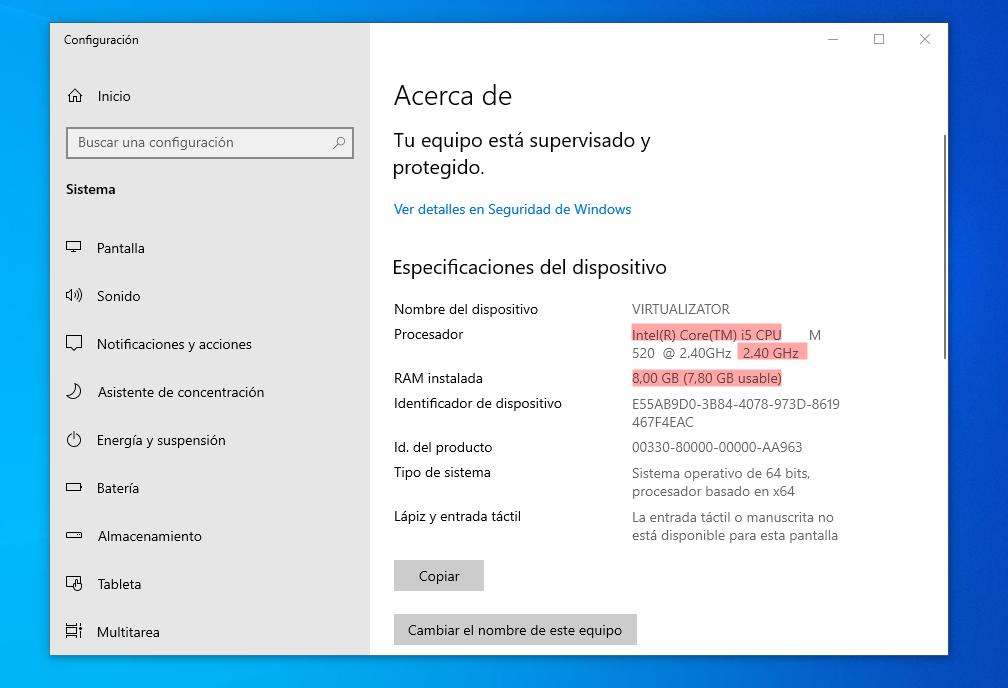 Configuración
Inicio
Buscar una configuración
Sistema
Pantalla
Sonido
Notificaciones y acciones
Asistente de concentración
Energía y suspensión
Batería
Almacenamiento
Tableta
Multitarea
Acerca de
Tu equipo está supervisado y
protegido.
Ver detalles en Seguridad de Windows
Especificaciones del dispositivo
Nombre del dispositivo VIRTUALIZATOR
Procesador Intel(R) Core(TM) i5 CPU M
520 @ 2.40GHz 2.40 GHz
RAM instalada 8,00 GB (7,80 GB usable)
Identificador de dispositivo E55AB9D0-3B84-4078-973D-8619
467F4EAC
Id. del producto 00330-80000-00000-AA963
Tipo de sistema Sistema operativo de 64 bits,
procesador basado en x64
Lápiz y entrada táctil La entrada táctil o manuscrita no
está disponible para esta pantalla
Copiar
Cambiar el nombre de este equipo